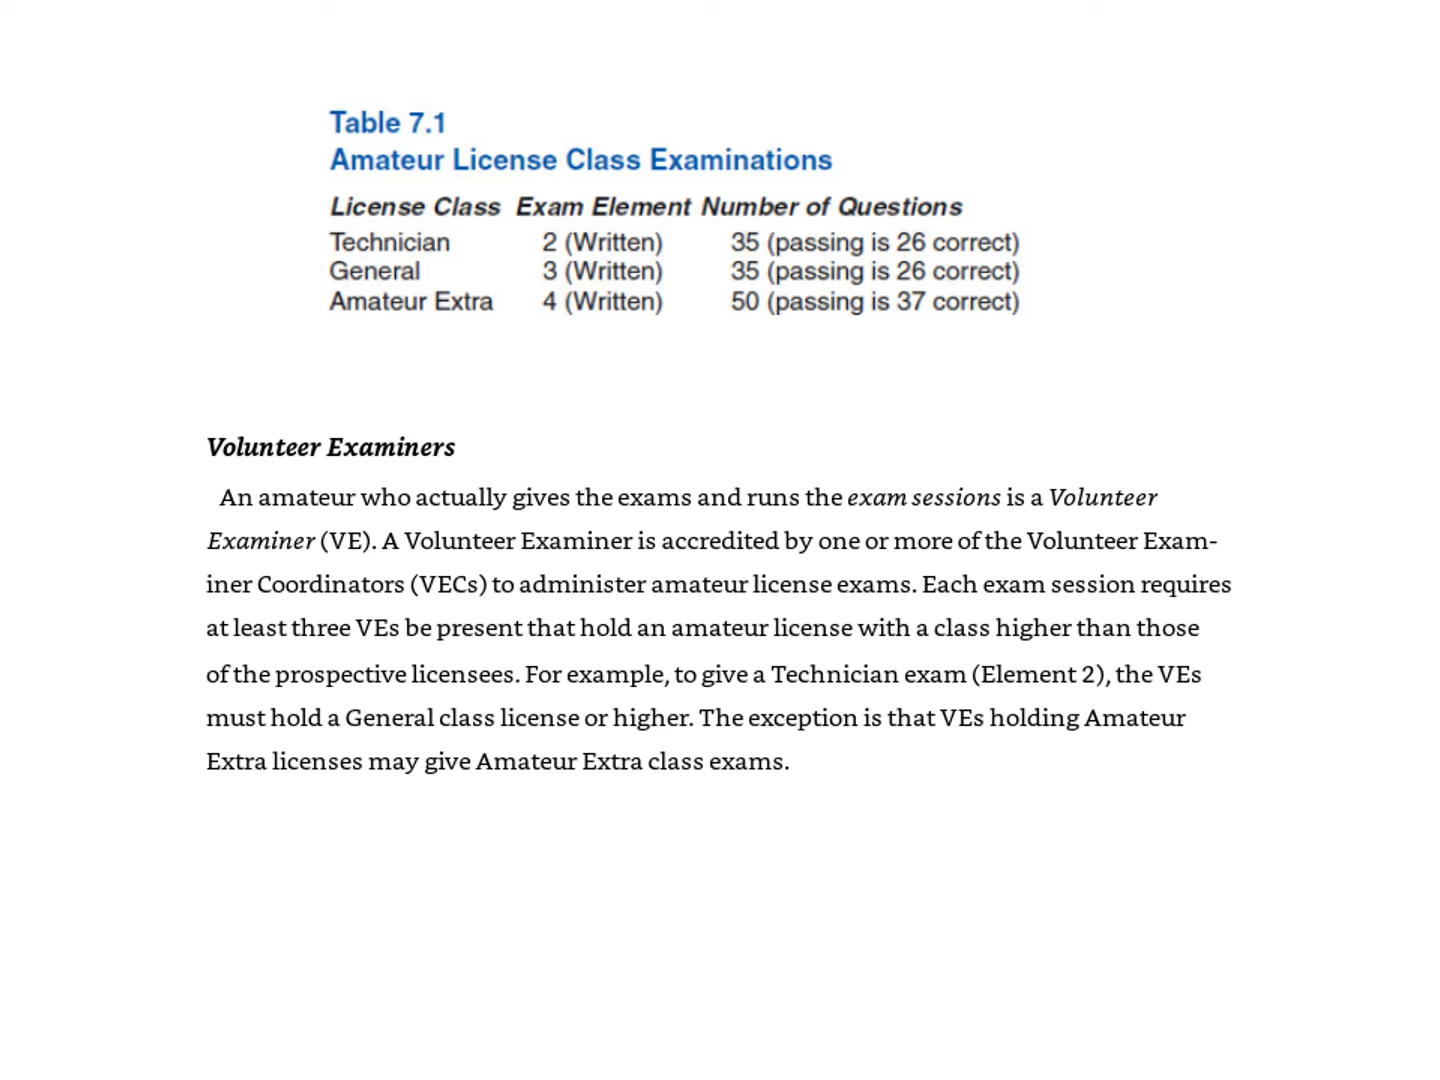 Table 7.1
Amateur License Class Examinations
License Class Exam Element Number of Questions
Technician 2 (Written) 35 (passing is 26 correct)
General 3 (Written) 35 (passing is 26 correct)
Amateur Extra 4 (Written) 50 (passing is 37 correct)
Volunteer Examiners
An amateur who actually gives the exams and runs the exam sessions is a Volunteer
Examiner (VE). A Volunteer Examiner is accredited by one or more of the Volunteer Exam-
iner Coordinators (VECs) to administer amateur license exams. Each exam session requires
at least three VEs be present that hold an amateur license with a class higher than those
of the prospective licensees. For example, to give a Technician exam (Element 2), the VEs
must hold a General class license or higher. The exception is that VEs holding Amateur
Extra licenses may give Amateur Extra class exams.